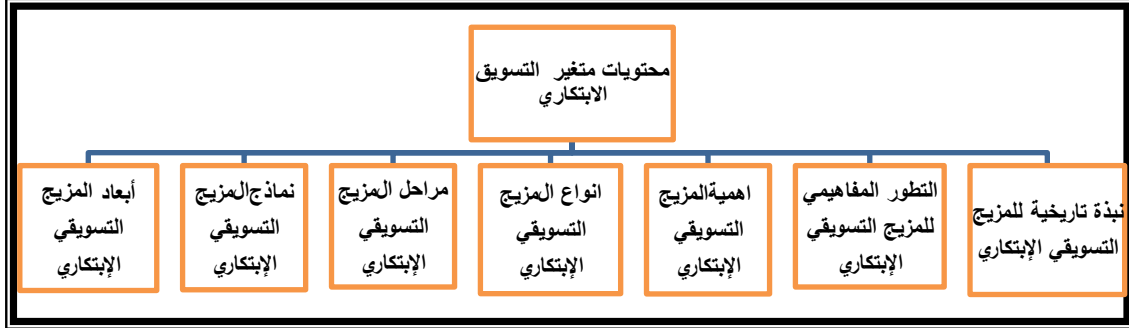 محتويات متغير التسويق
الابتكاري
نبذة تاريخية للمزيج
التسويقي الإبتكاري
التطور المفاهيمي
للمزيج التسويقي
الإبتكاري
اهميةالمزيج
التسويقي
الإبتكاري
انواع المزيج
التسويقي
الإبتكاري
مراحل المزيج
التسويقي
الإبتكاري
نماذجالمزيج
التسويقي
الإبتكاري
أبعاد المزيج
التسويقي
الإبتكاري